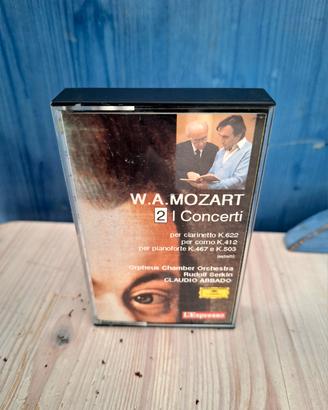 W.A.MOZART
2 | Concerti
per clarinetto K.622
per corno K.412
per pianoforte K.467 e K.503
Orpheus Chamber Orchestra
Rudolf Serkin
CLAUDIO ABBADO
L'Espresso